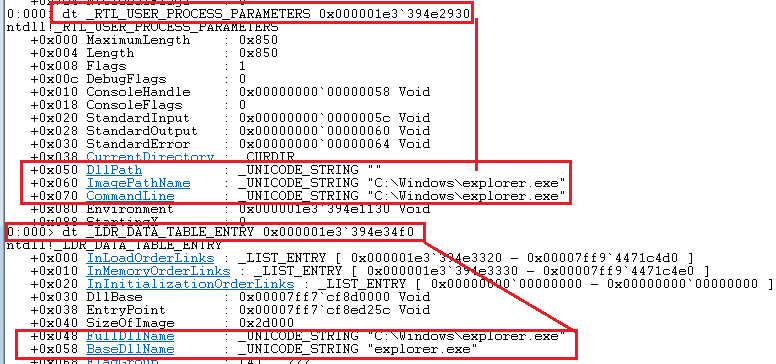 0:000> dt _RTL_USER_PROCESS_PARAMETERS 0x000001e3`394e2930
ntdll!_RTL_USER_PROCESS_PARAMETERS
+0x000 MaximumLength : 0x850
+0x004 Length : 0x850
+0x008 Flags : 1
+0x00c DebugFlags : 0
+0x010 ConsoleHandle : 0x00000000`00000058 Void
+0x018 ConsoleFlags : 0
+0x020 StandardInput : 0x00000000`0000005c Void
+0x028 StandardOutput : 0x00000000`00000060 Void
+0x030 StandardError : 0x00000000`00000064 Void
+0x038 CurrentDirectory : _CURDIR
+0x050 DllPath : _UNICODE_STRING ""
+0x060 ImagePathName : _UNICODE_STRING "C:\Windows\explorer.exe"
+0x070 CommandLine : _UNICODE_STRING "C:\Windows\explorer.exe"
+0x080 Environment : 0x000001e3`394e1130 Void
+0x088 StartingX : 0
0:000> dt _LDR_DATA_TABLE_ENTRY 0x000001e3`394e34f0
ntdll!_LDR_DATA_TABLE_ENTRY
+0x000 InLoadOrderLinks : _LIST_ENTRY [ 0x000001e3`394e3320 - 0x00007ff9`4471c4d0 ]
+0x010 InMemoryOrderLinks : _LIST_ENTRY [ 0x000001e3`394e3330 - 0x00007ff9`4471c4e0 ]
+0x020 InInitializationOrderLinks : _LIST_ENTRY [ 0x00000000`00000000 - 0x00000000`00000000 ]
+0x030 DllBase : 0x00007ff7`cf8d0000 Void
+0x038 EntryPoint : 0x00007ff7`cf8ed25c Void
+0x040 SizeOfImage : 0x2d000
+0x048 FullDllName : _UNICODE_STRING "C:\Windows\explorer.exe"
+0x058 BaseDllName : _UNICODE_STRING "explorer.exe"
+0x068 FlagGroup